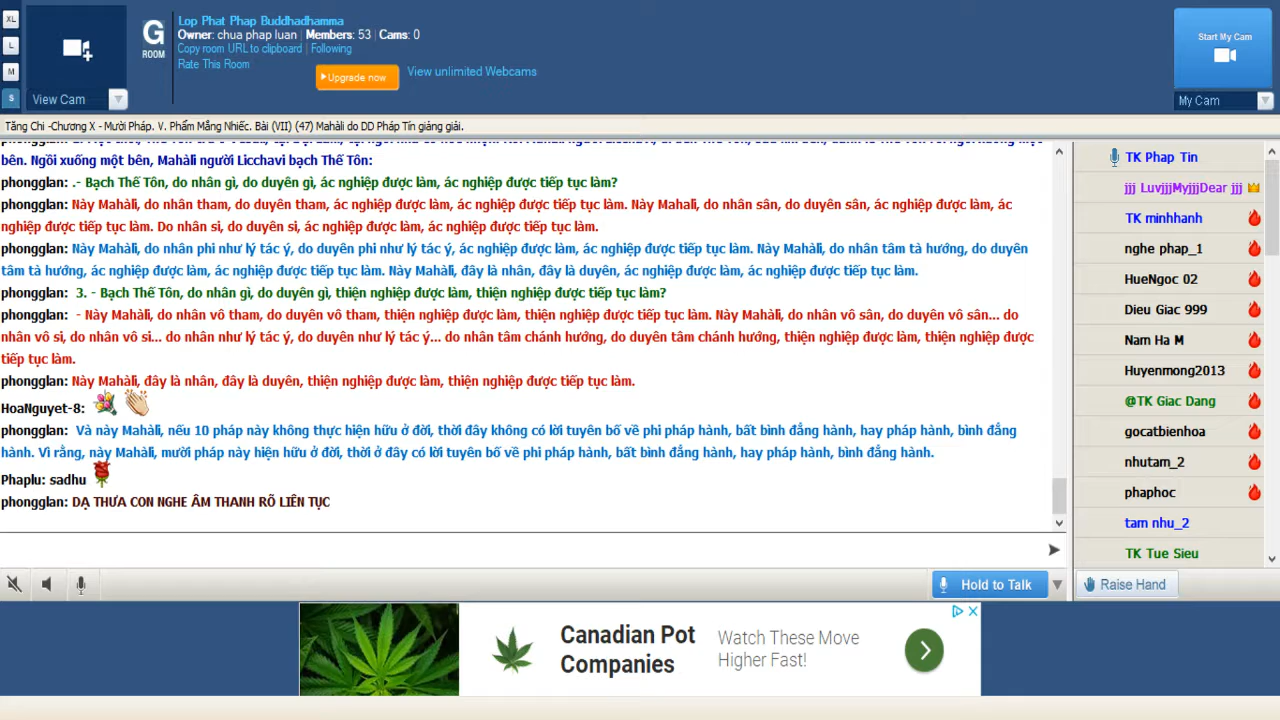 XL
L
M
S
View Cam
G
ROOM
Lop Phat Phap Buddhadhamma
Owner: chua phap luan | Members: 53 | Cams: 0
Copy room URL to clipboard | Following
Rate This Room
Upgrade now
View unlimited Webcams
Start My Cam
My Cam
Tăng Chi -Chương X - Mười Pháp. V. Phẩm Mắng Nhiếc. Bài (VII) (47) Mahàli do DD Pháp Tín giảng giải.
bên. Ngồi xuống một bên, Mahàli người Licchavi bạch Thế Tôn:
phongglan: .- Bạch Thế Tôn, do nhân gì, do duyên gì, ác nghiệp được làm, ác nghiệp được tiếp tục làm?
phongglan: Này Mahàli, do nhân tham, do duyên tham, ác nghiệp được làm, ác nghiệp được tiếp tục làm. Này Mahali, do nhân sân, do duyên sân, ác nghiệp được làm, ác
nghiệp được tiếp tục làm. Do nhân si, do duyên si, ác nghiệp được làm, ác nghiệp được tiếp tục làm.
phongglan: Này Mahàli, do nhân phi như lý tác ý, do duyên phi như lý tác ý, ác nghiệp được làm, ác nghiệp được tiếp tục làm. Này Mahàli, do nhân tâm tà hướng, do duyên
tâm tà hướng, ác nghiệp được làm, ác nghiệp được tiếp tục làm. Này Mahàli, đây là nhân, đây là duyên, ác nghiệp được làm, ác nghiệp được tiếp tục làm.
phongglan: 3. - Bạch Thế Tôn, do nhân gì, do duyên gì, thiện nghiệp được làm, thiện nghiệp được tiếp tục làm?
phongglan: - Này Mahàli, do nhân vô tham, do duyên vô tham, thiện nghiệp được làm, thiện nghiệp được tiếp tục làm. Này Mahàli, do nhân vô sân, do duyên vô sân... do
nhân vô si, do nhân vô si... do nhân như lý tác ý, do duyên như lý tác ý... do nhân tâm chánh hướng, do duyên tâm chánh hướng, thiện nghiệp được làm, thiện nghiệp được
tiếp tục làm.
phongglan: Này Mahàli, đây là nhân, đây là duyên, thiện nghiệp được làm, thiện nghiệp được tiếp tục làm.
HoaNguyet-8:
phongglan: Và này Mahàli, nếu 10 pháp này không thực hiện hữu ở đời, thời đây không có lời tuyên bố về phi pháp hành, bất bình đẳng hành, hay pháp hành, bình đẳng
hành. Vì rằng, này Mahàli, mười pháp này hiện hữu ở đời, thời ở đây có lời tuyên bố về phi pháp hành, bất bình đẳng hành, hay pháp hành, bình đẳng hành.
Phaplu: sadhu
phongglan: DẠ THƯA CON NGHE ÂM THANH RÕ LIÊN TỤC
TK Phap Tin
jjj LuvjjjMyjjjDear jjj
TK minhhanh
nghe phap_1
HueNgoc 02
Dieu Giac 999
Nam Ha M
Huyenmong2013
@TK Giac Dang
gocatbienhoa
nhutam_2
phaphoc
tam nhu_2
TK Tue Sieu
Hold to Talk
Raise Hand
Canadian Pot
Companies
Watch These Move
Higher Fast!